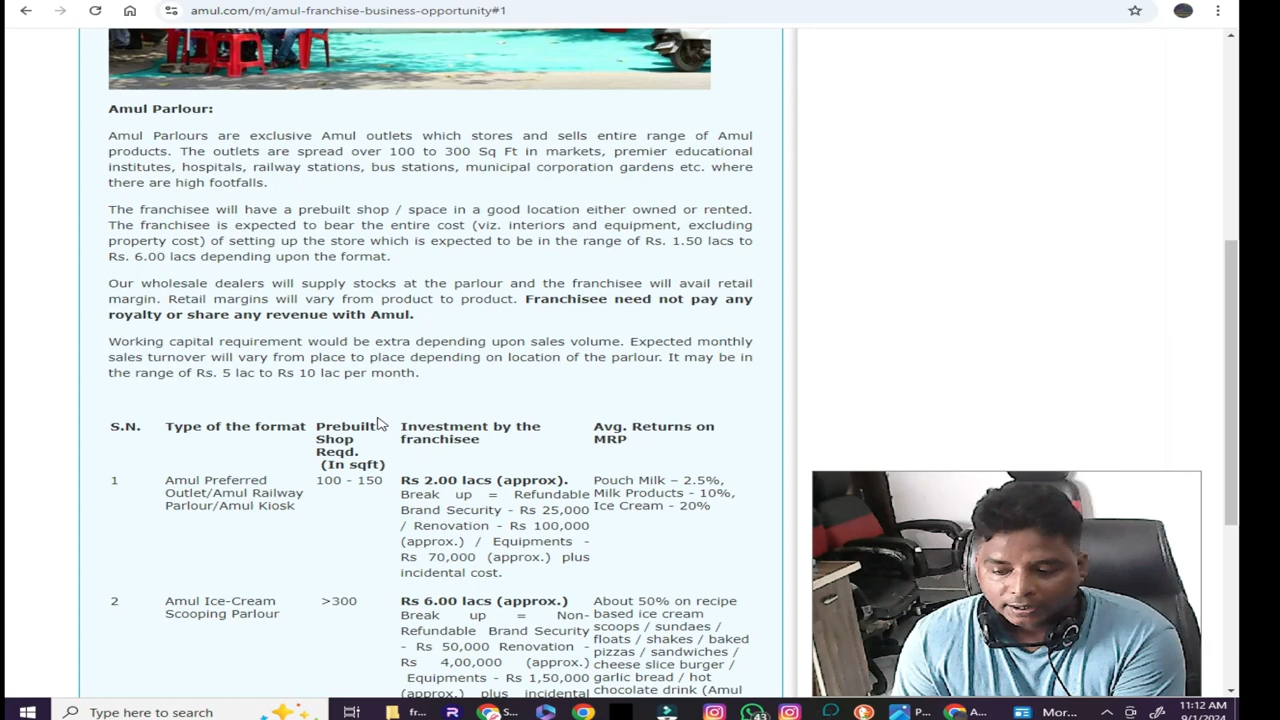 amul.com/m/amul-franchise-business-opportunity#1
Amul Parlour:
Amul Parlours are exclusive Amul outlets which stores and sells entire range of Amul
products. The outlets are spread over 100 to 300 Sq Ft in markets, premier educational
institutes, hospitals, railway stations, bus stations, municipal corporation gardens etc. where
there are high footfalls.
The franchisee will have a prebuilt shop / space in a good location either owned or rented.
The franchisee is expected to bear the entire cost (viz. interiors and equipment, excluding
property cost) of setting up the store which is expected to be in the range of Rs. 1.50 lacs to
Rs. 6.00 lacs depending upon the format.
Our wholesale dealers will supply stocks at the parlour and the franchisee will avail retail
margin. Retail margins will vary from product to product. Franchisee need not pay any
royalty or share any revenue with Amul.
Working capital requirement would be extra depending upon sales volume. Expected monthly
sales turnover will vary from place to place depending on location of the parlour. It may be in
the range of Rs. 5 lac to Rs 10 lac per month.
S.N.
Type of the format
Prebuilt
Shop
Reqd.
(In sqft)
Investment by the
franchisee
Avg. Returns on
MRP
1
Amul Preferred
Outlet/Amul Railway
Parlour/Amul Kiosk
100 - 150
Rs 2.00 lacs (approx).
Break up = Refundable
Brand Security - Rs 25,000
/ Renovation - Rs 100,000
(approx.) / Equipments -
Rs 70,000 (approx.) plus
incidental cost.
Pouch Milk – 2.5%,
Milk Products - 10%,
Ice Cream - 20%
2
Amul Ice-Cream
Scooping Parlour
>300
Rs 6.00 lacs (approx.)
Break up = Non-
Refundable Brand Security
- Rs 50,000 Renovation -
Rs 4,00,000 (approx.)
Equipments - Rs 1,50,000
(approx.) plus incidental
About 50% on recipe
based ice cream
scoops / sundaes /
floats / shakes / baked
pizzas / sandwiches /
cheese slice burger /
garlic bread / hot
chocolate drink (Amul
Type here to search
fr...
S...
43
P...
A...
Mor...
11:12 AM